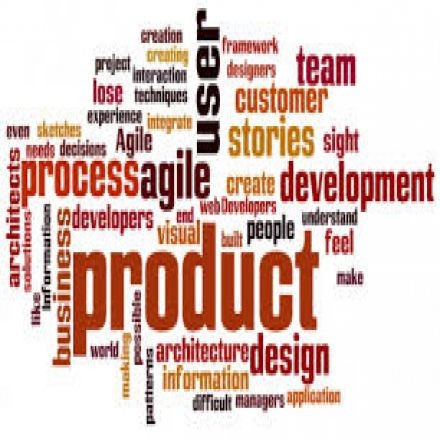 creation
creating
framework
user
project
interaction
designers
team
lose
techniques
customer
experience
integrate
even
sketches
Agile
stories
sight
needs
decisions
architects
process
agile
create
development
solutions
information
business
developers
end
webDevelopers
visual
built
people
understand
feel
like
product
make
world
making
possible
patterns
architecture
design
information
difficult
managers
application